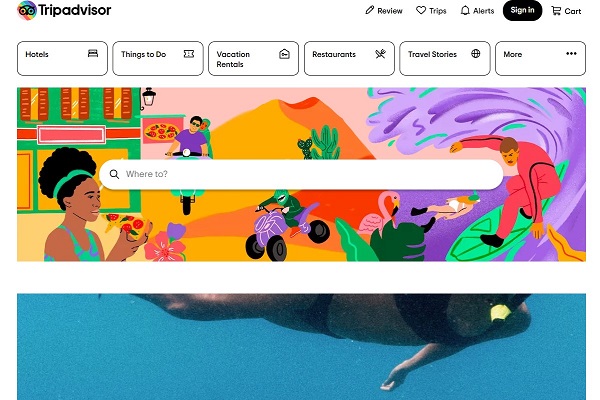 Tripadvisor
Review
Trips
Alerts
Sign in
Cart
Hotels
Things to Do
Vacation
Rentals
Restaurants
Travel Stories
More
Where to?